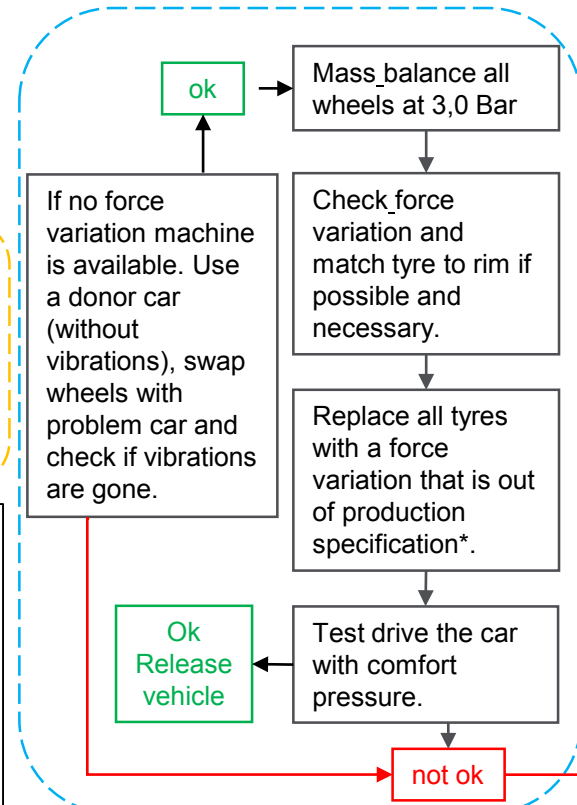 ok
Mass balance all
wheels at 3,0 Bar
If no force
variation machine
is available. Use
a donor car
(without
vibrations), swap
wheels with
problem car and
check if vibrations
are gone.
Check force
variation and
match tyre to rim if
possible and
necessary.
Replace all tyres
with a force
variation that is out
of production
specification*.
Ok
Release
vehicle
Test drive the car
with comfort
pressure.
not ok